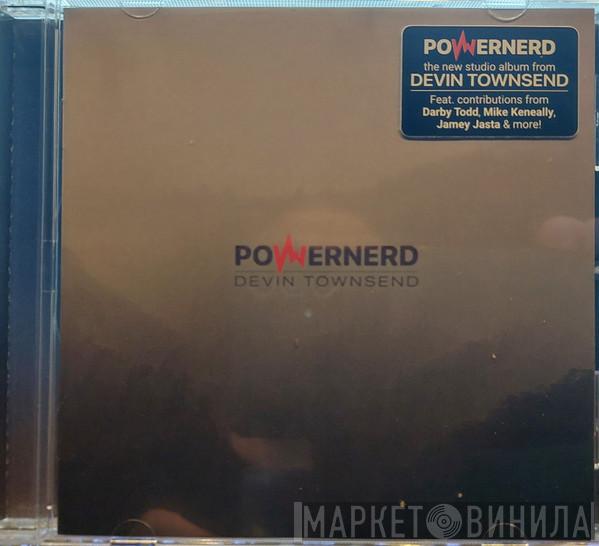 POWERNERD
the new studio album from
DEVIN TOWNSEND
Feat. contributions from
Darby Todd, Mike Keneally,
Jamey Jasta & more!
POWERNERD
DEVIN TOWNSEND
МАРКЕТ ВИНИЛА